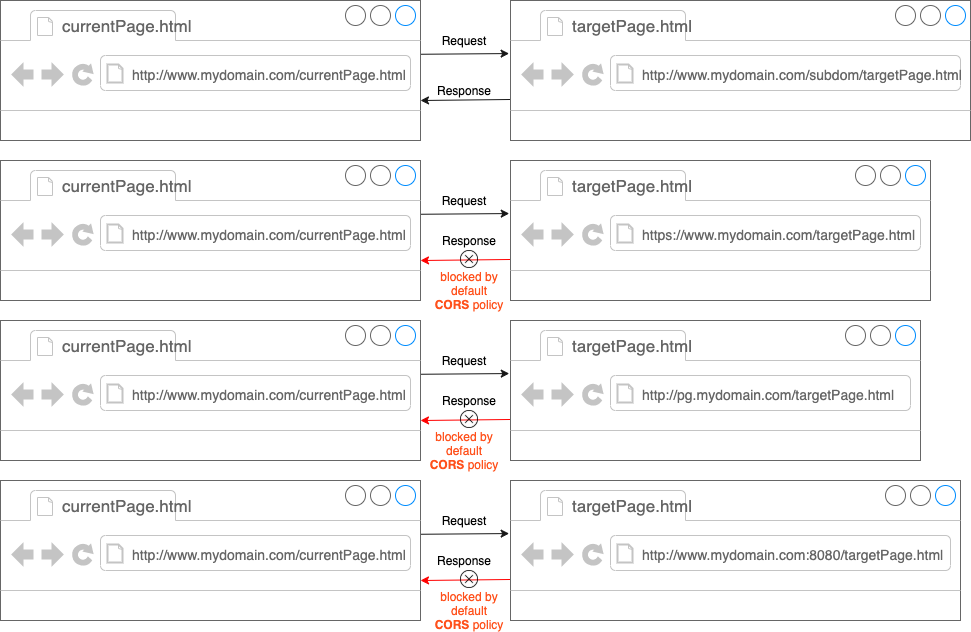 currentPage.html
targetPage.html
Request
http://www.mydomain.com/currentPage.html
http://www.mydomain.com/subdom/targetPage.html
Response
currentPage.html
targetPage.html
Request
http://www.mydomain.com/currentPage.html
Response
https://www.mydomain.com/targetPage.html
blocked by
default
CORS policy
currentPage.html
targetPage.html
Request
http://www.mydomain.com/currentPage.html
Response
http://pg.mydomain.com/targetPage.html
blocked by
default
CORS policy
currentPage.html
targetPage.html
Request
http://www.mydomain.com/currentPage.html
Response
http://www.mydomain.com:8080/targetPage.html
blocked by
default
CORS policy